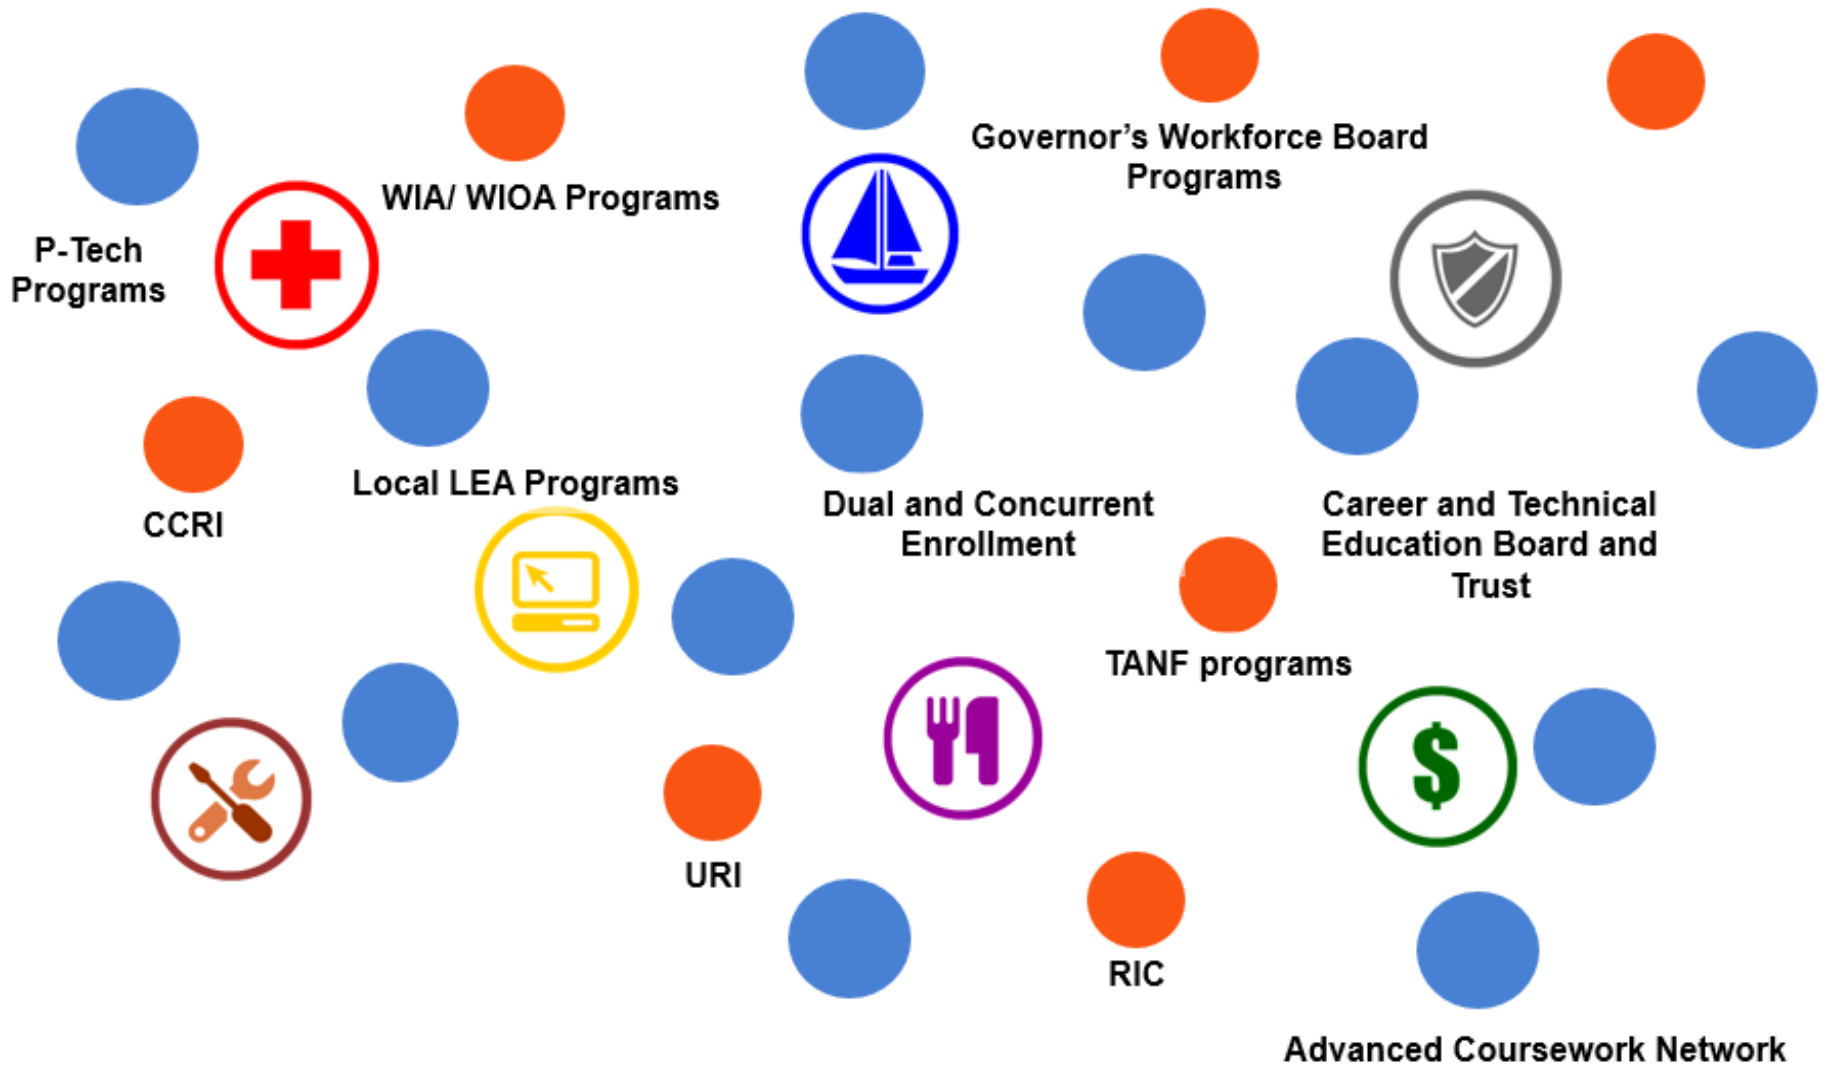 Governor’s Workforce Board
Programs
WIA/ WIOA Programs
P-Tech
Programs
Local LEA Programs
CCRI
Dual and Concurrent
Enrollment
Career and Technical
Education Board and
Trust
TANF programs
$
URI
RIC
Advanced Coursework Network